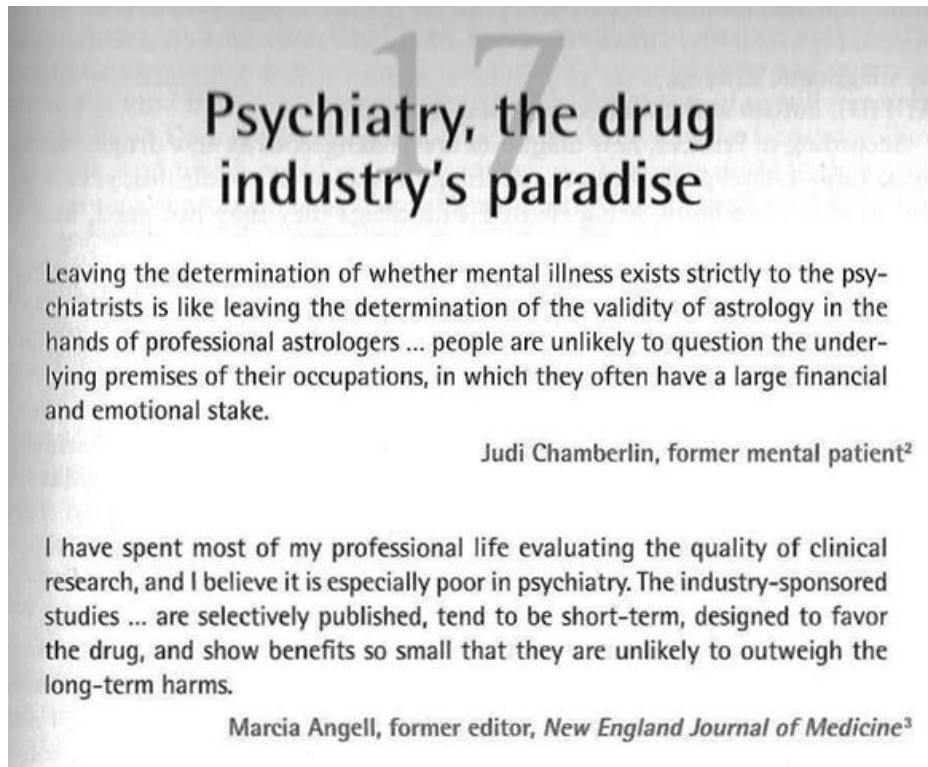 17
Psychiatry, the drug
industry's paradise
Leaving the determination of whether mental illness exists strictly to the psy-
chiatrists is like leaving the determination of the validity of astrology in the
hands of professional astrologers ... people are unlikely to question the under-
lying premises of their occupations, in which they often have a large financial
and emotional stake.
Judi Chamberlin, former mental patient²
I have spent most of my professional life evaluating the quality of clinical
research, and I believe it is especially poor in psychiatry. The industry-sponsored
studies ... are selectively published, tend to be short-term, designed to favor
the drug, and show benefits so small that they are unlikely to outweigh the
long-term harms.
Marcia Angell, former editor, New England Journal of Medicine³